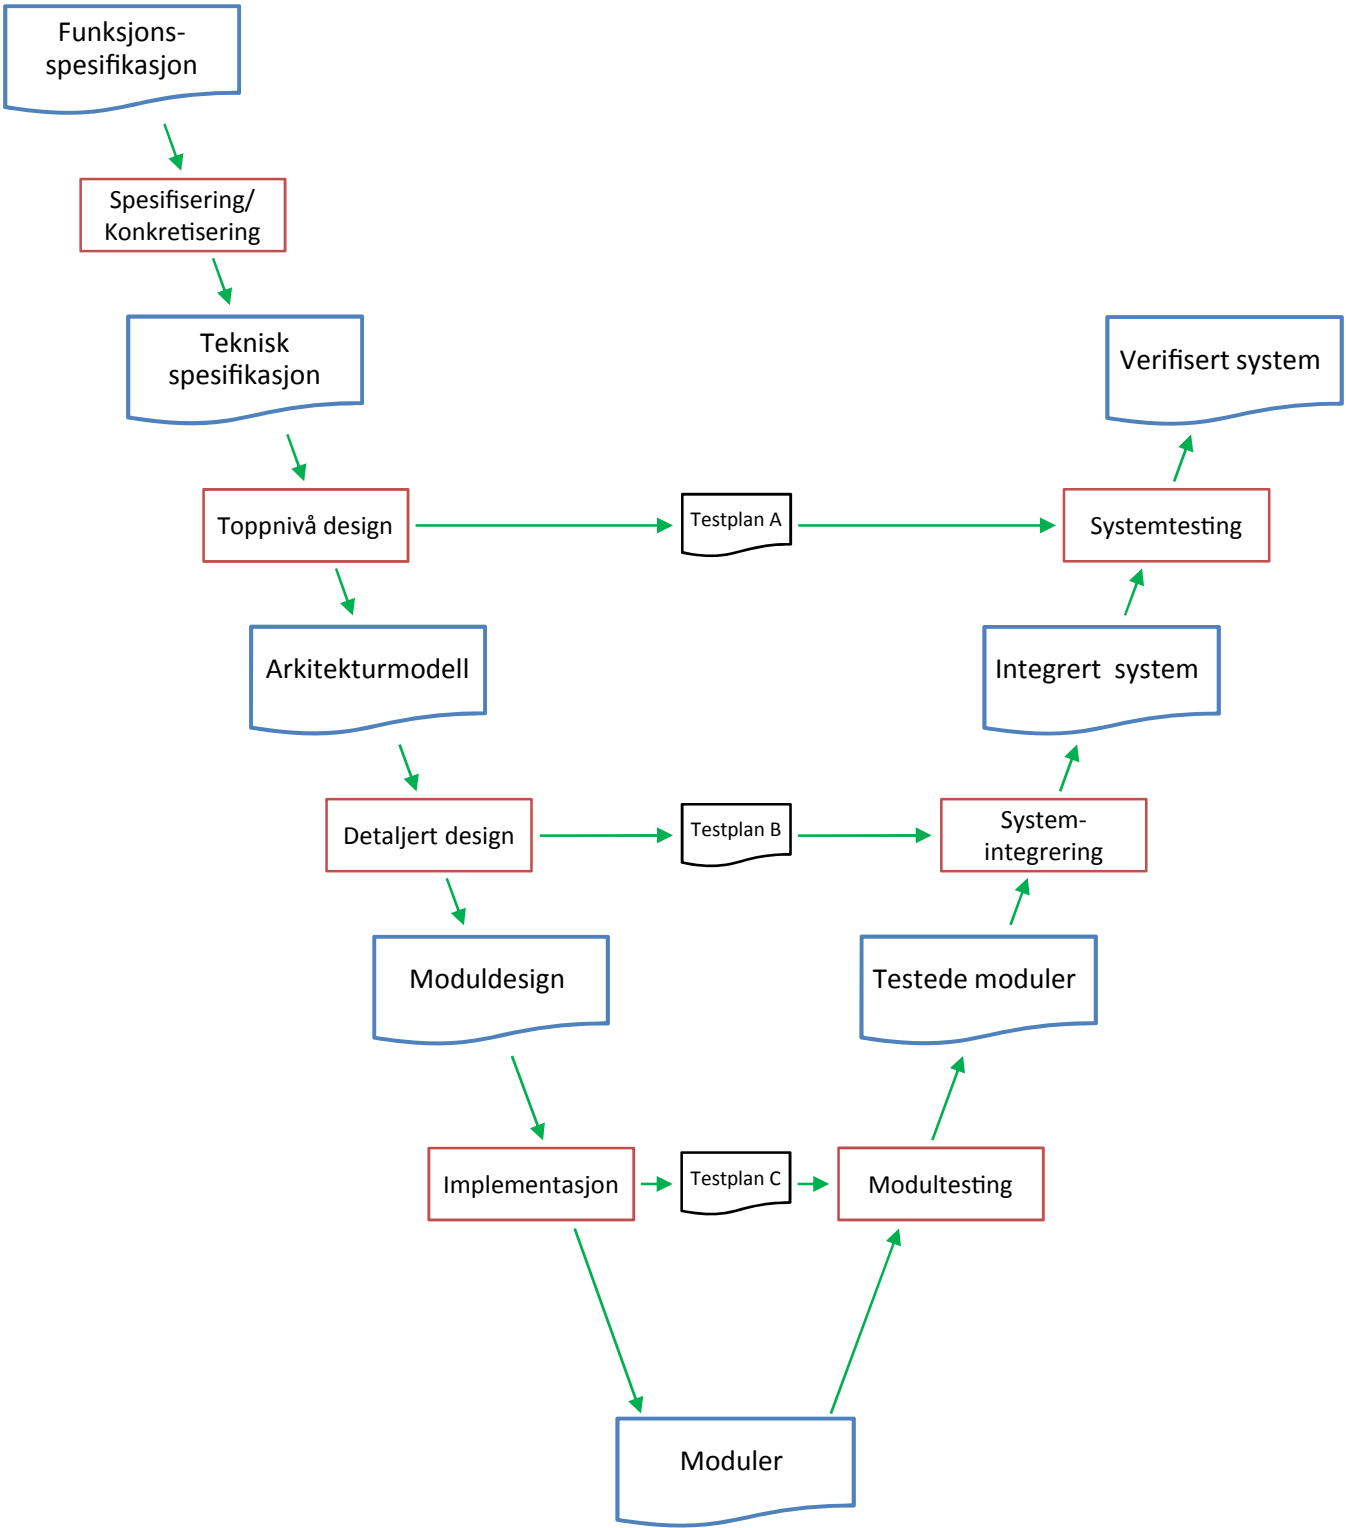 Funksjons-
spesifikasjon
Spesifisering/
Konkretisering
Teknisk
spesifikasjon
Verifisert system
Toppnivå design
Testplan A
Systemtesting
Arkitekturmodell
Integrert system
Detaljert design
Testplan B
System-
integrering
Moduldesign
Testede moduler
Implementasjon
Testplan C
Modultesting
Moduler